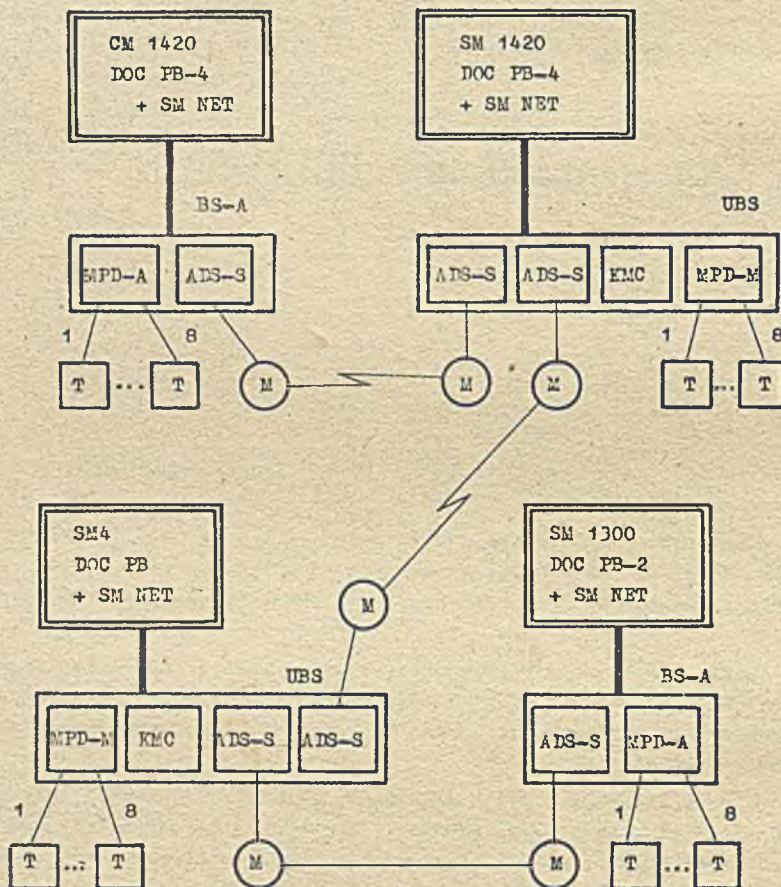 CM 1420
DOC PB-4
+ SM NET
SM 1420
DOC PB-4
+ SM NET
BS-A
UBS
MPD-A
ADS-S
ADS-S
ADS-S
KMC
MPD-M
1
8
1
8
T
...
T
M
M
M
T
...
T
SM4
DOC PB
+ SM NET
SM 1300
DOC PB-2
+ SM NET
M
UBS
BS-A
MPD-M
KMC
ADS-S
ADS-S
ADS-S
MPD-A
1
8
1
8
T
...
T
M
M
T
...
T